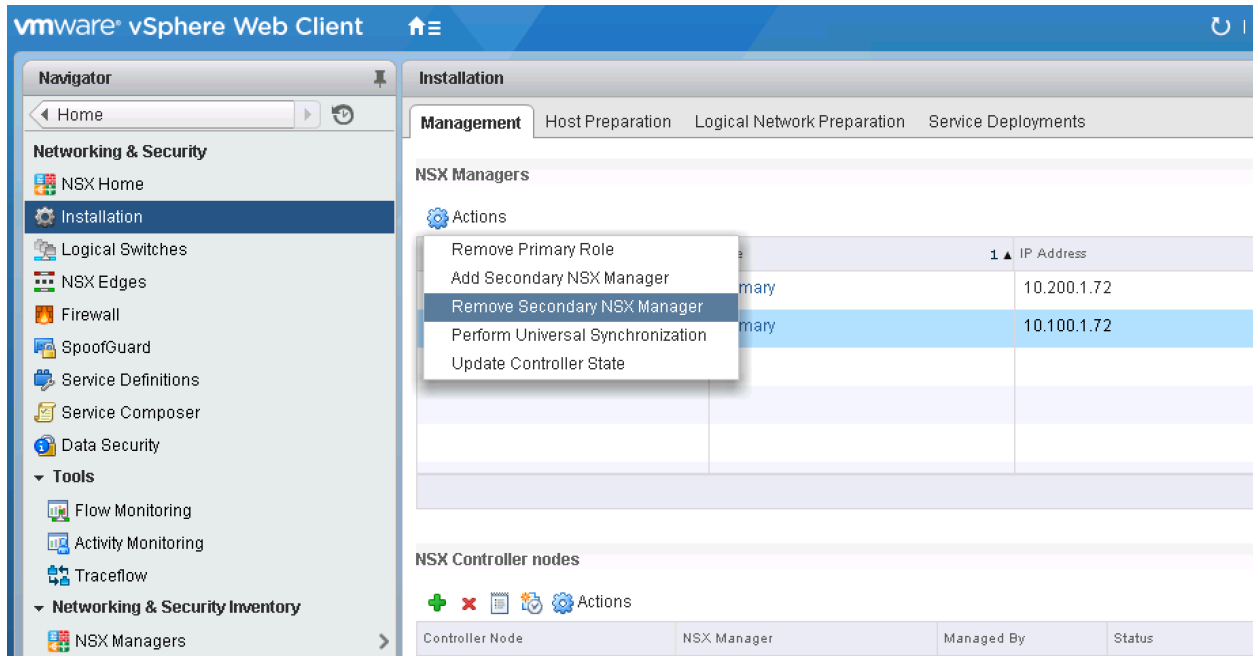 vmware® vSphere Web Client
Navigator
Home
Networking & Security
NSX Home
Installation
Logical Switches
NSX Edges
Firewall
SpoofGuard
Service Definitions
Service Composer
Data Security
Tools
Flow Monitoring
Activity Monitoring
Traceflow
Networking & Security Inventory
NSX Managers
Installation
Management Host Preparation Logical Network Preparation Service Deployments
NSX Managers
Actions
Remove Primary Role
Add Secondary NSX Manager
Remove Secondary NSX Manager
Perform Universal Synchronization
Update Controller State
e 1 IP Address
mary 10.200.1.72
mary 10.100.1.72
NSX Controller nodes
Actions
Controller Node NSX Manager Managed By Status